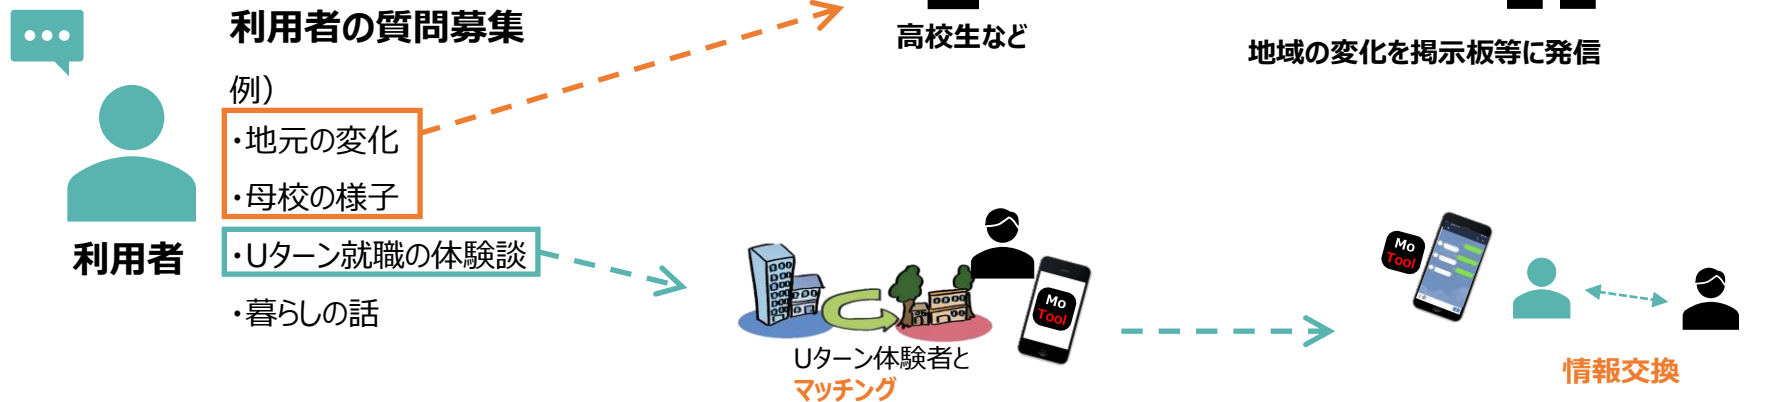 利用者の質問募集
高校生など
地域の変化を掲示板等に発信
例）
・地元の変化
・母校の様子
・Uターン就職の体験談
・暮らしの話
利用者
Mo
Tool
Uターン体験者と
マッチング
Mo
Tool
情報交換